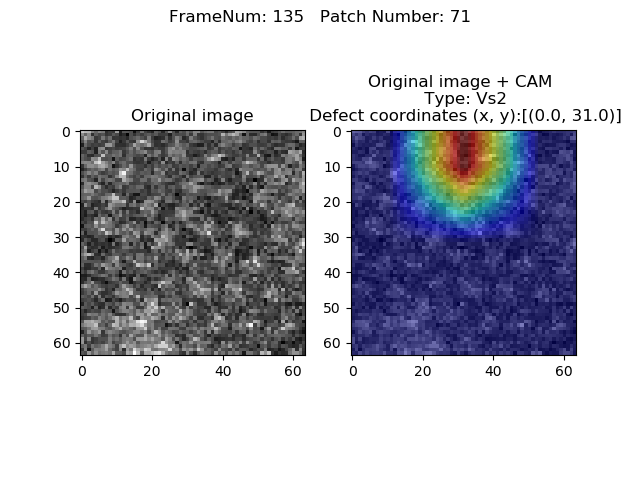 FrameNum: 135   Patch Number: 71
Original image
Original image + CAM
Type: Vs2
Defect coordinates (x, y):[(0.0, 31.0)]
0
10
20
30
40
50
60
0 20 40 60
0
10
20
30
40
50
60
0 20 40 60